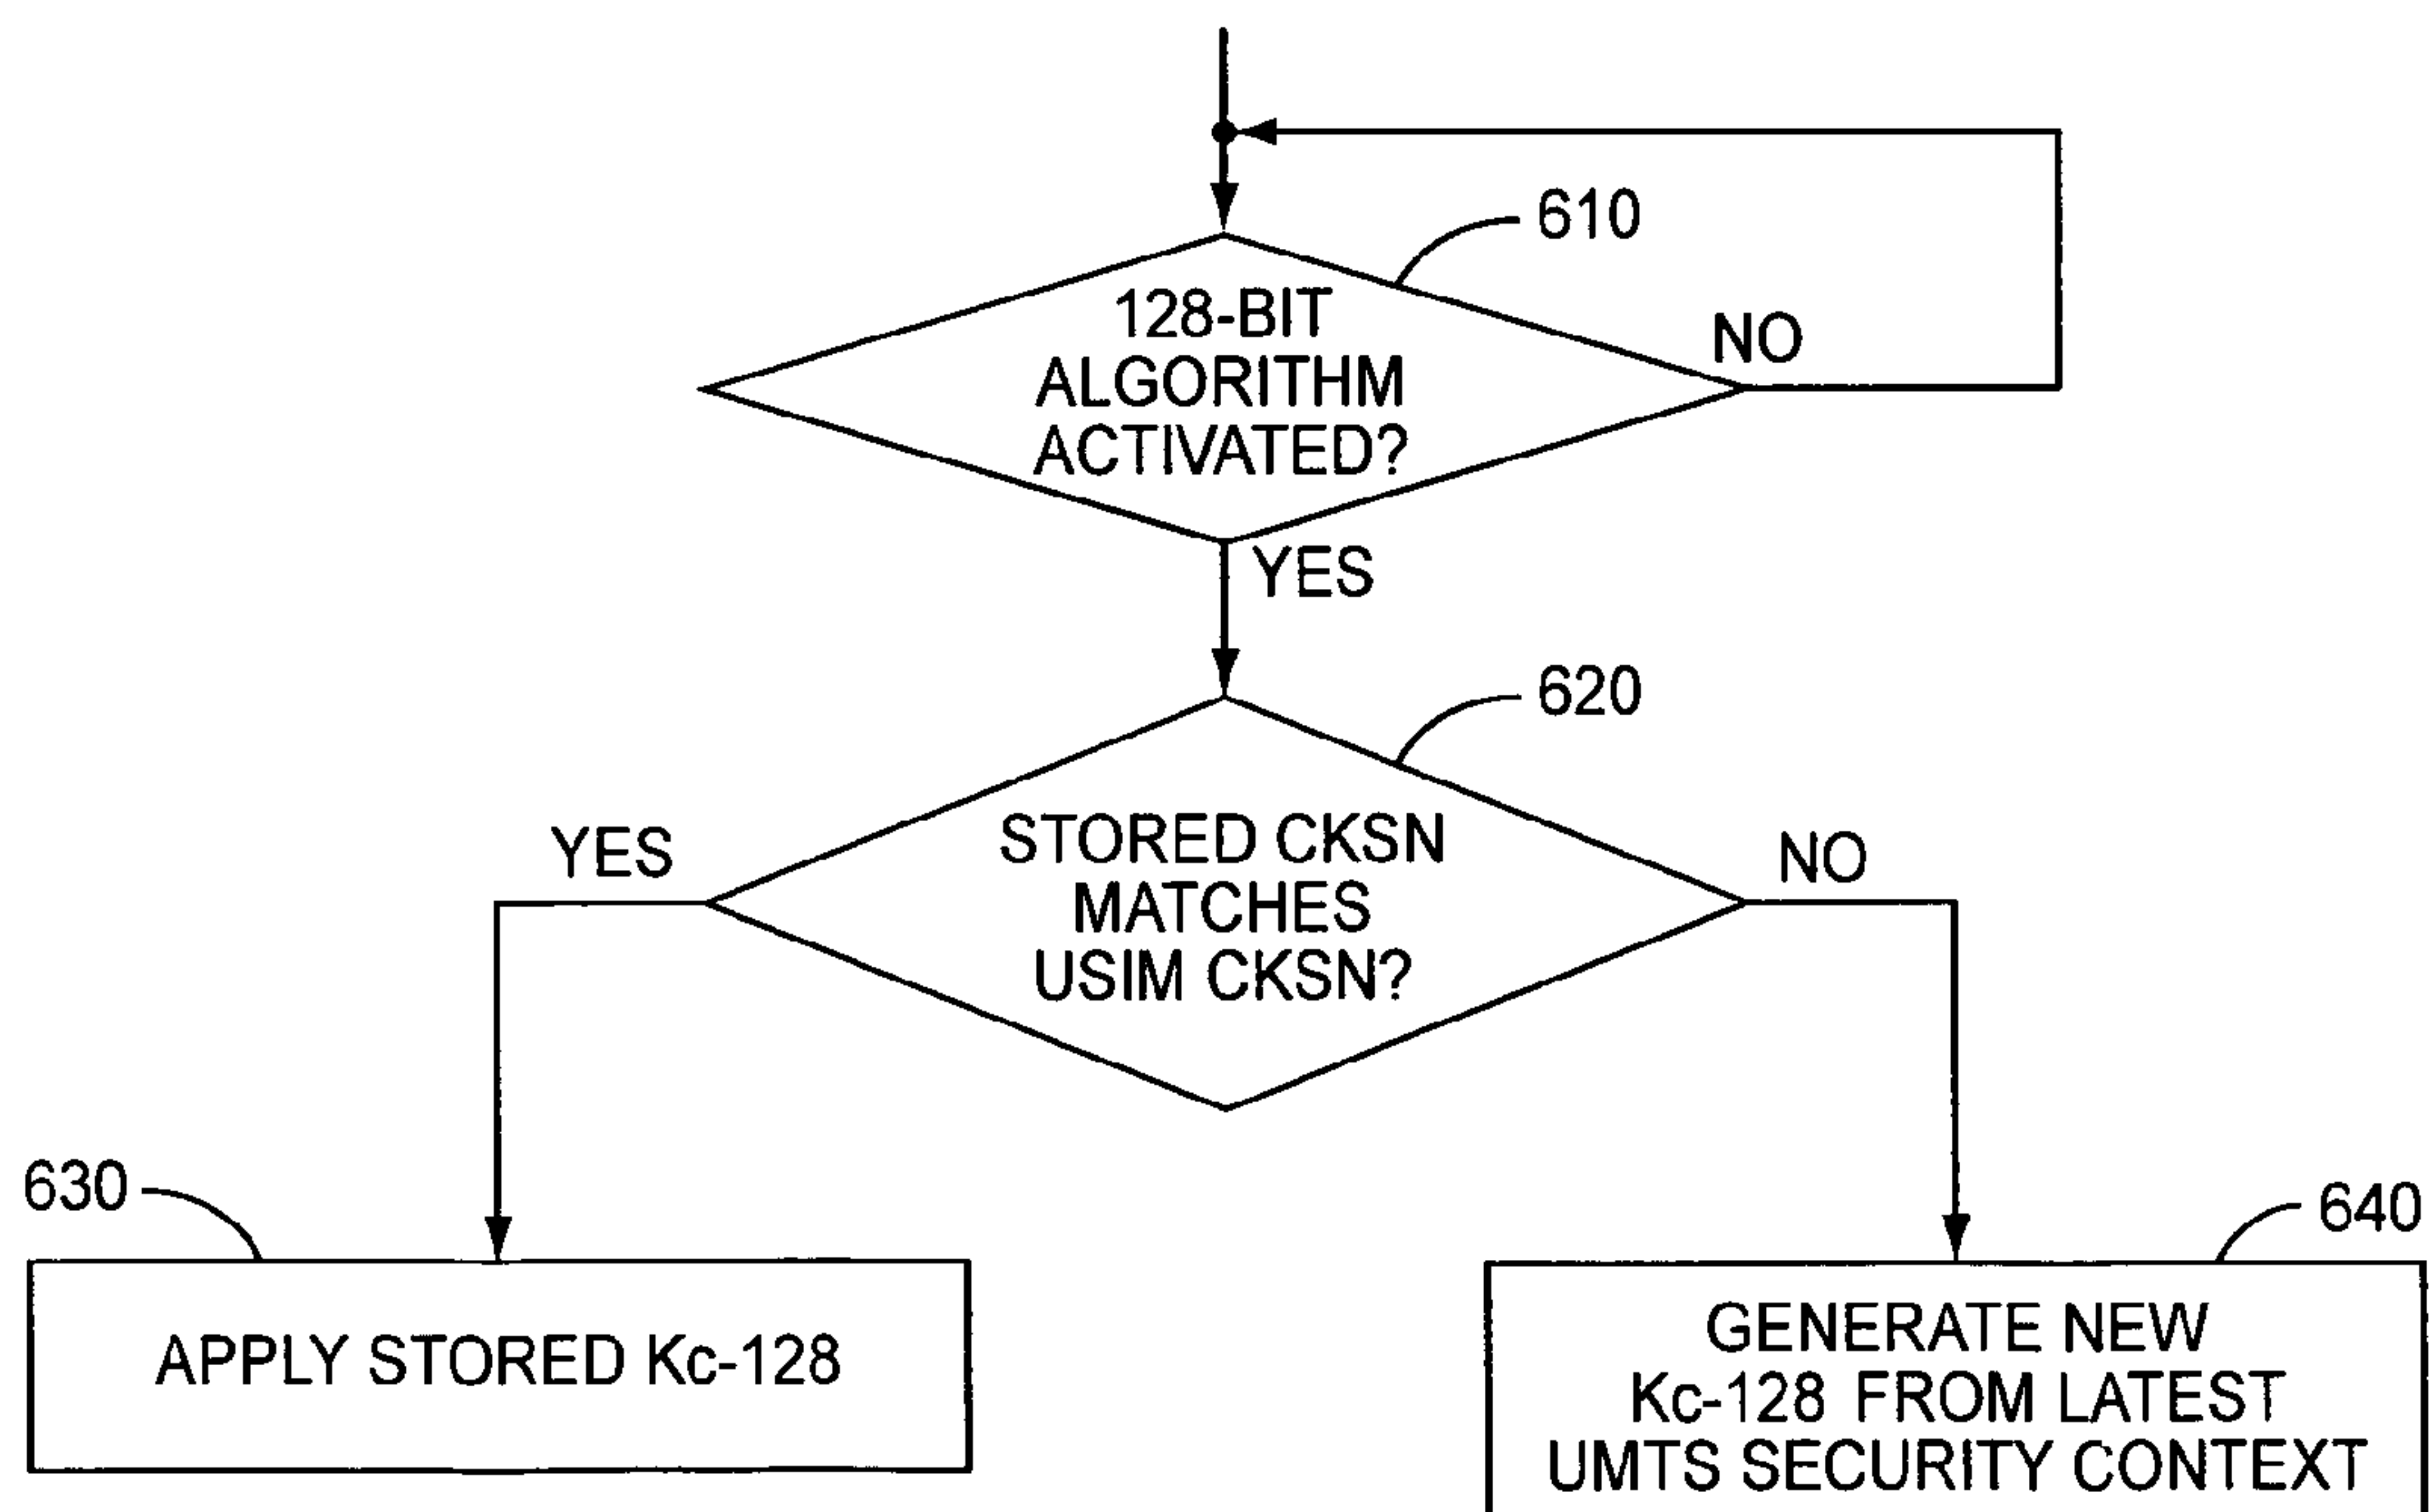 610
128-BIT
ALGORITHM
ACTIVATED?
NO
YES
620
STORED CKSN
MATCHES
USIM CKSN?
YES
NO
630
APPLY STORED Kc-128
640
GENERATE NEW
Kc-128 FROM LATEST
UMTS SECURITY CONTEXT